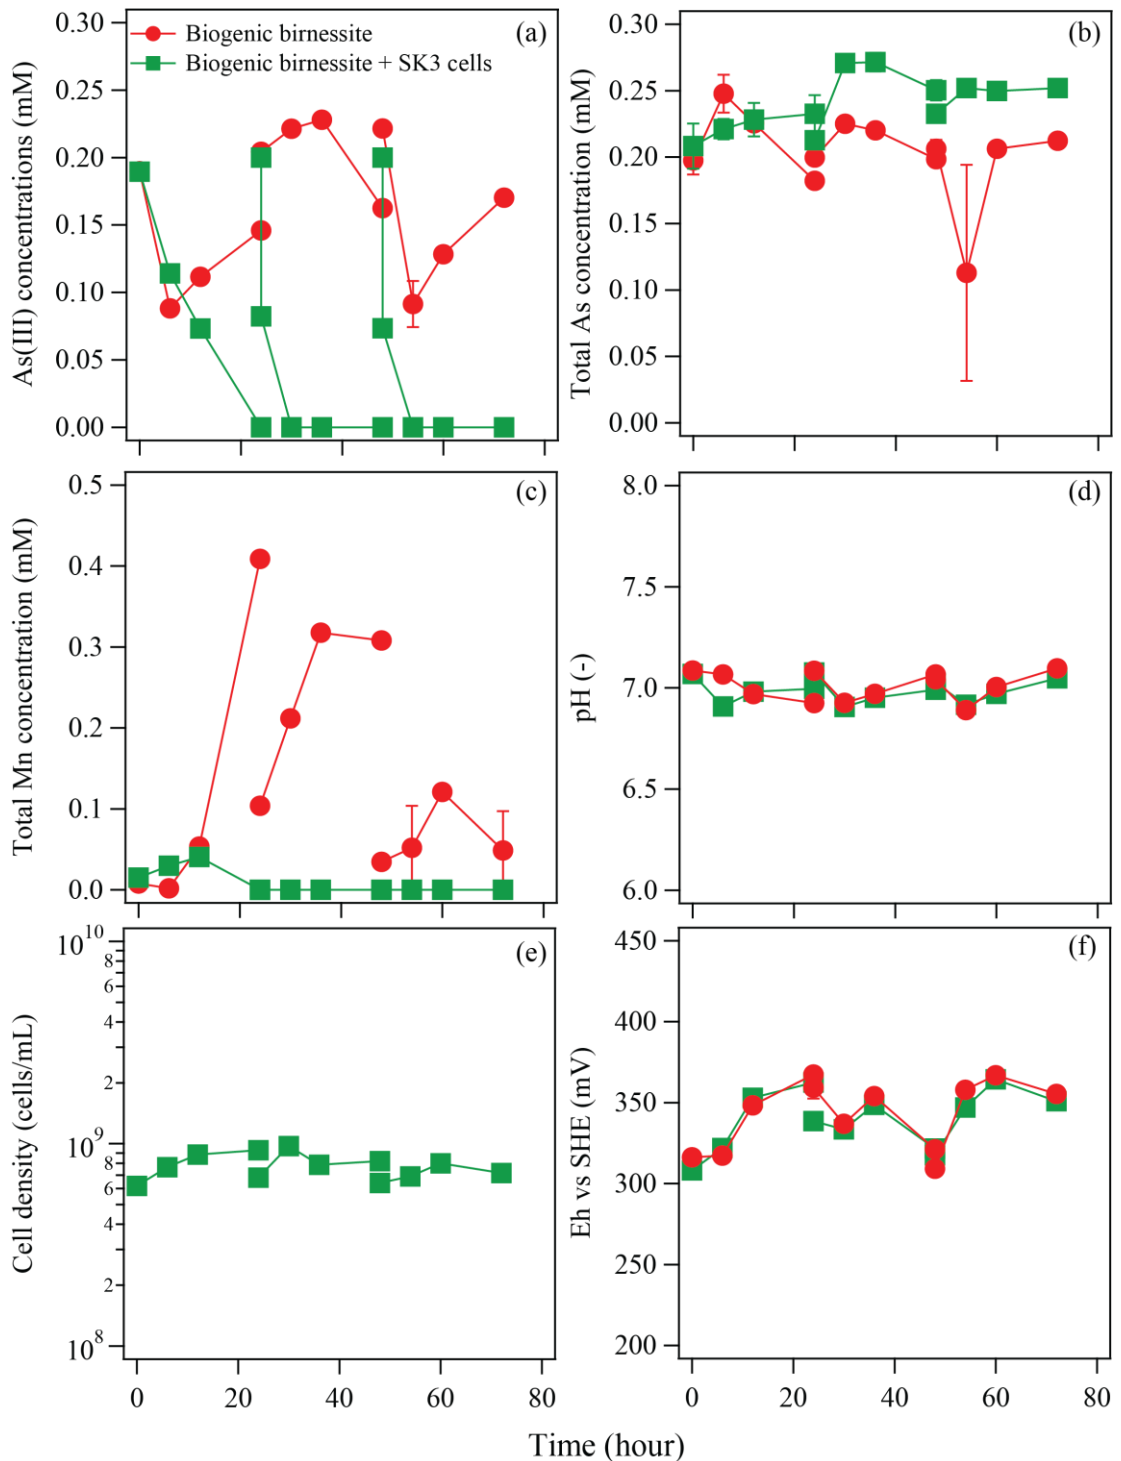 Biogenic birnessite
Biogenic birnessite + SK3 cells
(a)
As(III) concentrations (mM)
0.30
0.25
0.20
0.15
0.10
0.05
0.00
(b)
Total As concentration (mM)
0.30
0.25
0.20
0.15
0.10
0.05
0.00
(c)
Total Mn concentration (mM)
0.5
0.4
0.3
0.2
0.1
0.0
(d)
pH (-)
8.0
7.5
7.0
6.5
6.0
(e)
Cell density (cells/mL)
10^10
8
6
4
2
10^9
8
6
4
2
10^8
0 20 40 60 80
(f)
Eh vs SHE (mV)
450
400
350
300
250
200
0 20 40 60 80
Time (hour)